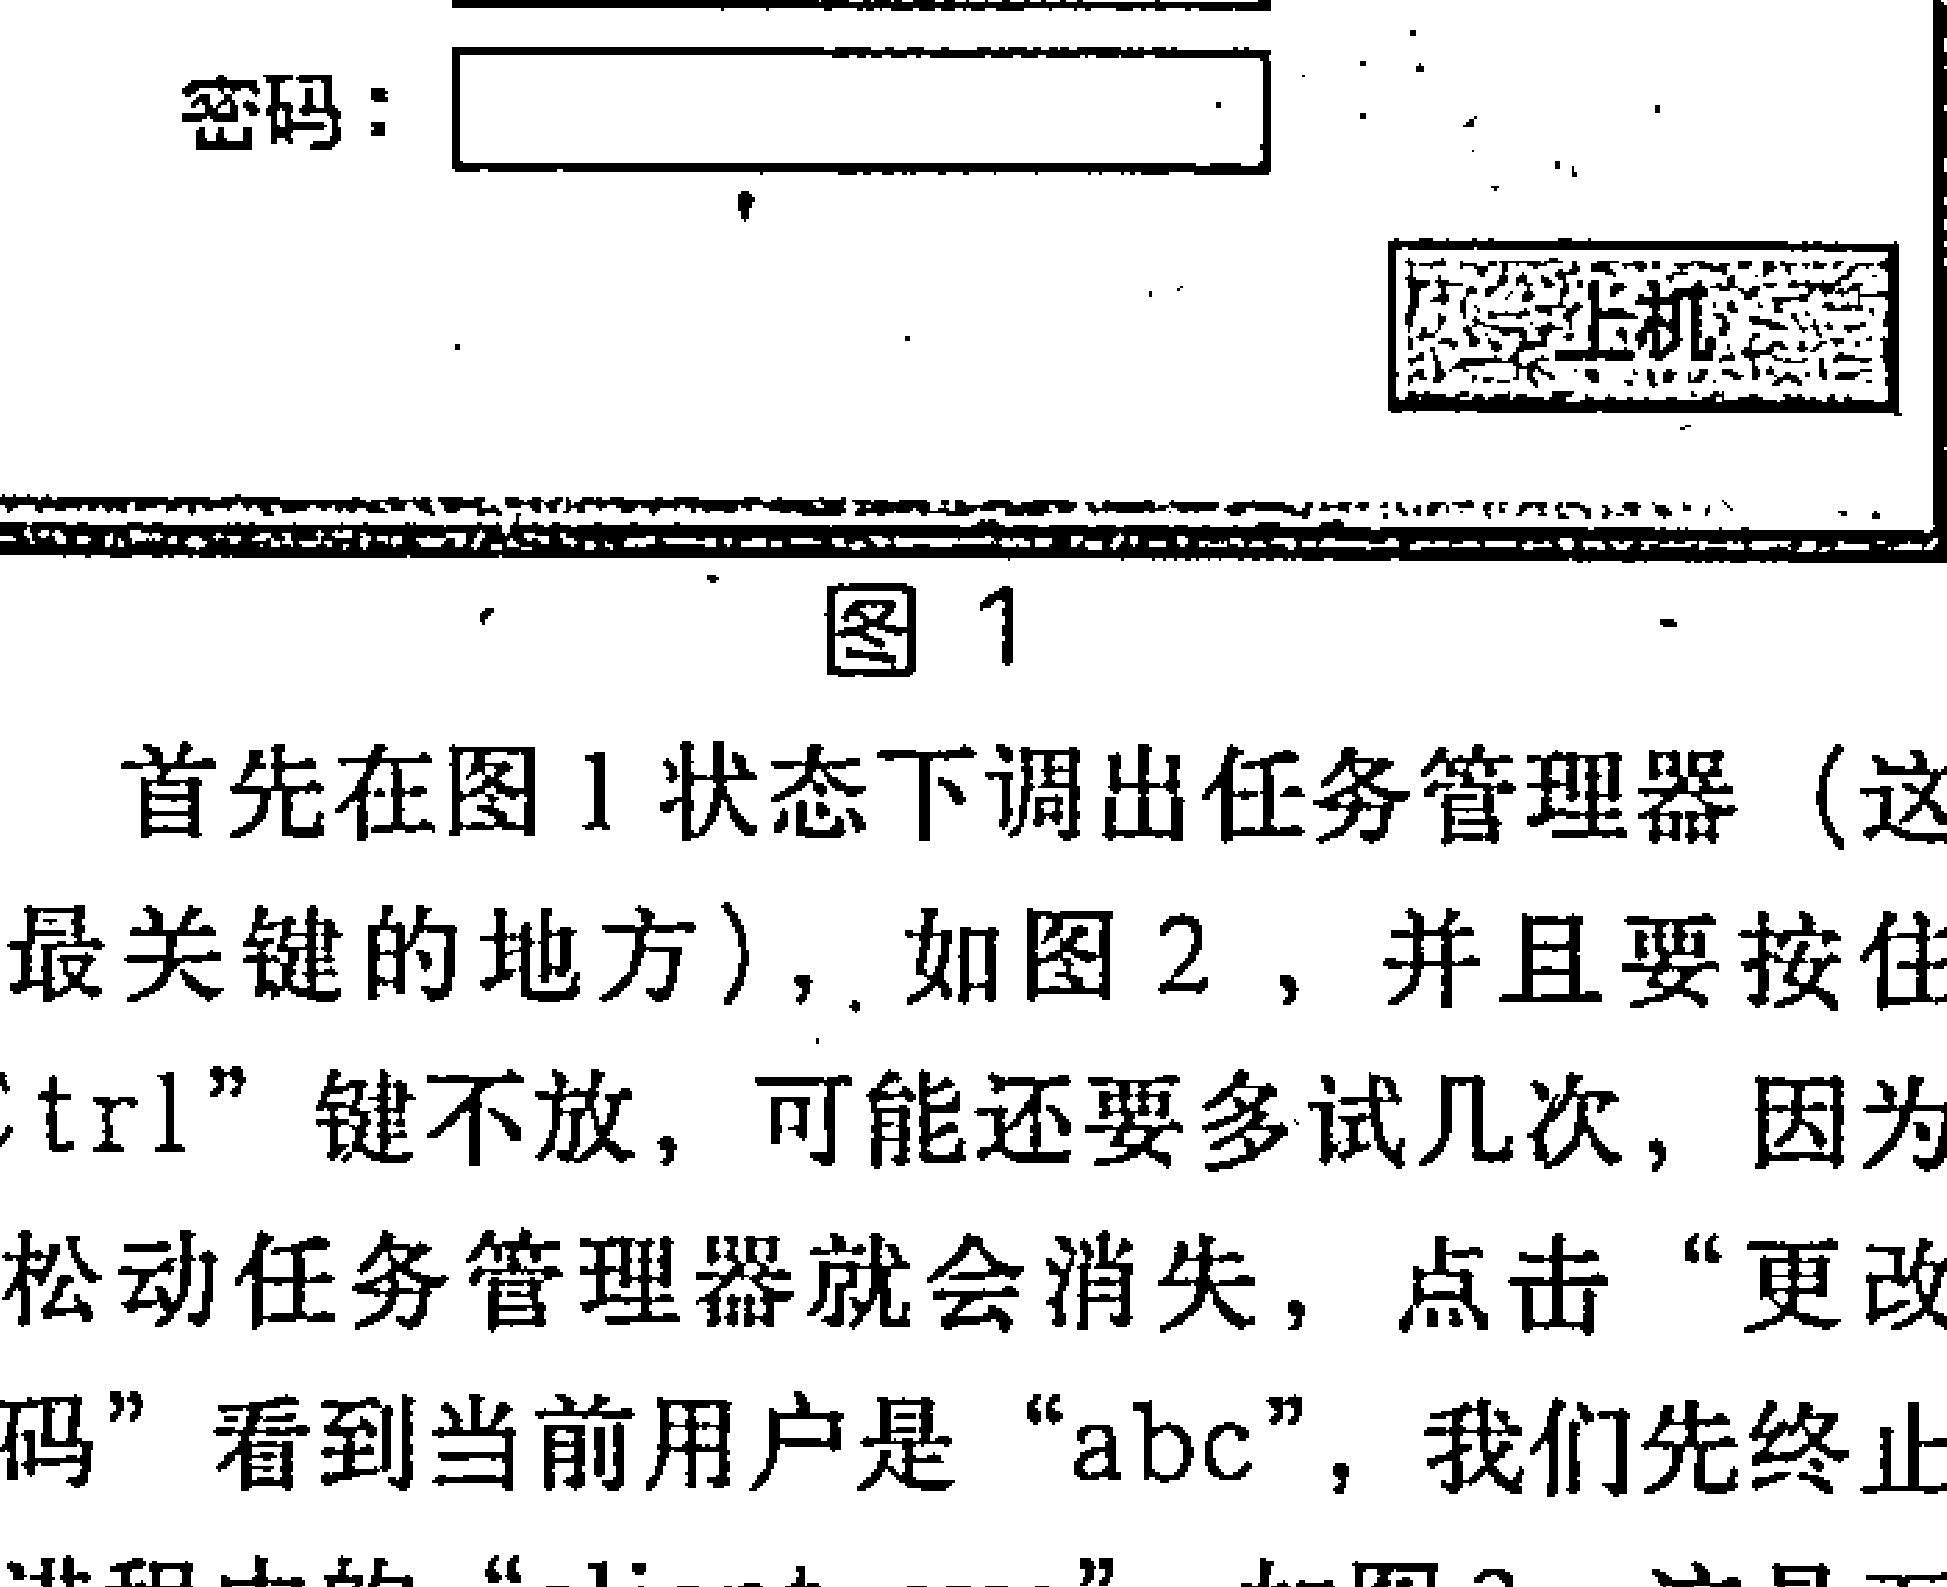 密码：
上机
图 1
首先在图 1 状态下调出任务管理器（这
最关键的地方），如图 2 ，并且要按住
Ctrl” 键不放，可能还要多试几次，因为
松动任务管理器就会消失，点击 “更改
码” 看到当前用户是 “abc”，我们先终止